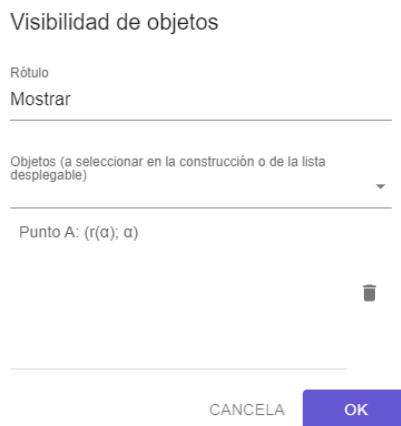 Visibilidad de objetos
Rótulo
Mostrar
Objetos (a seleccionar en la construcción o de la lista
desplegable)
Punto A: (r(α); α)
CANCELA OK